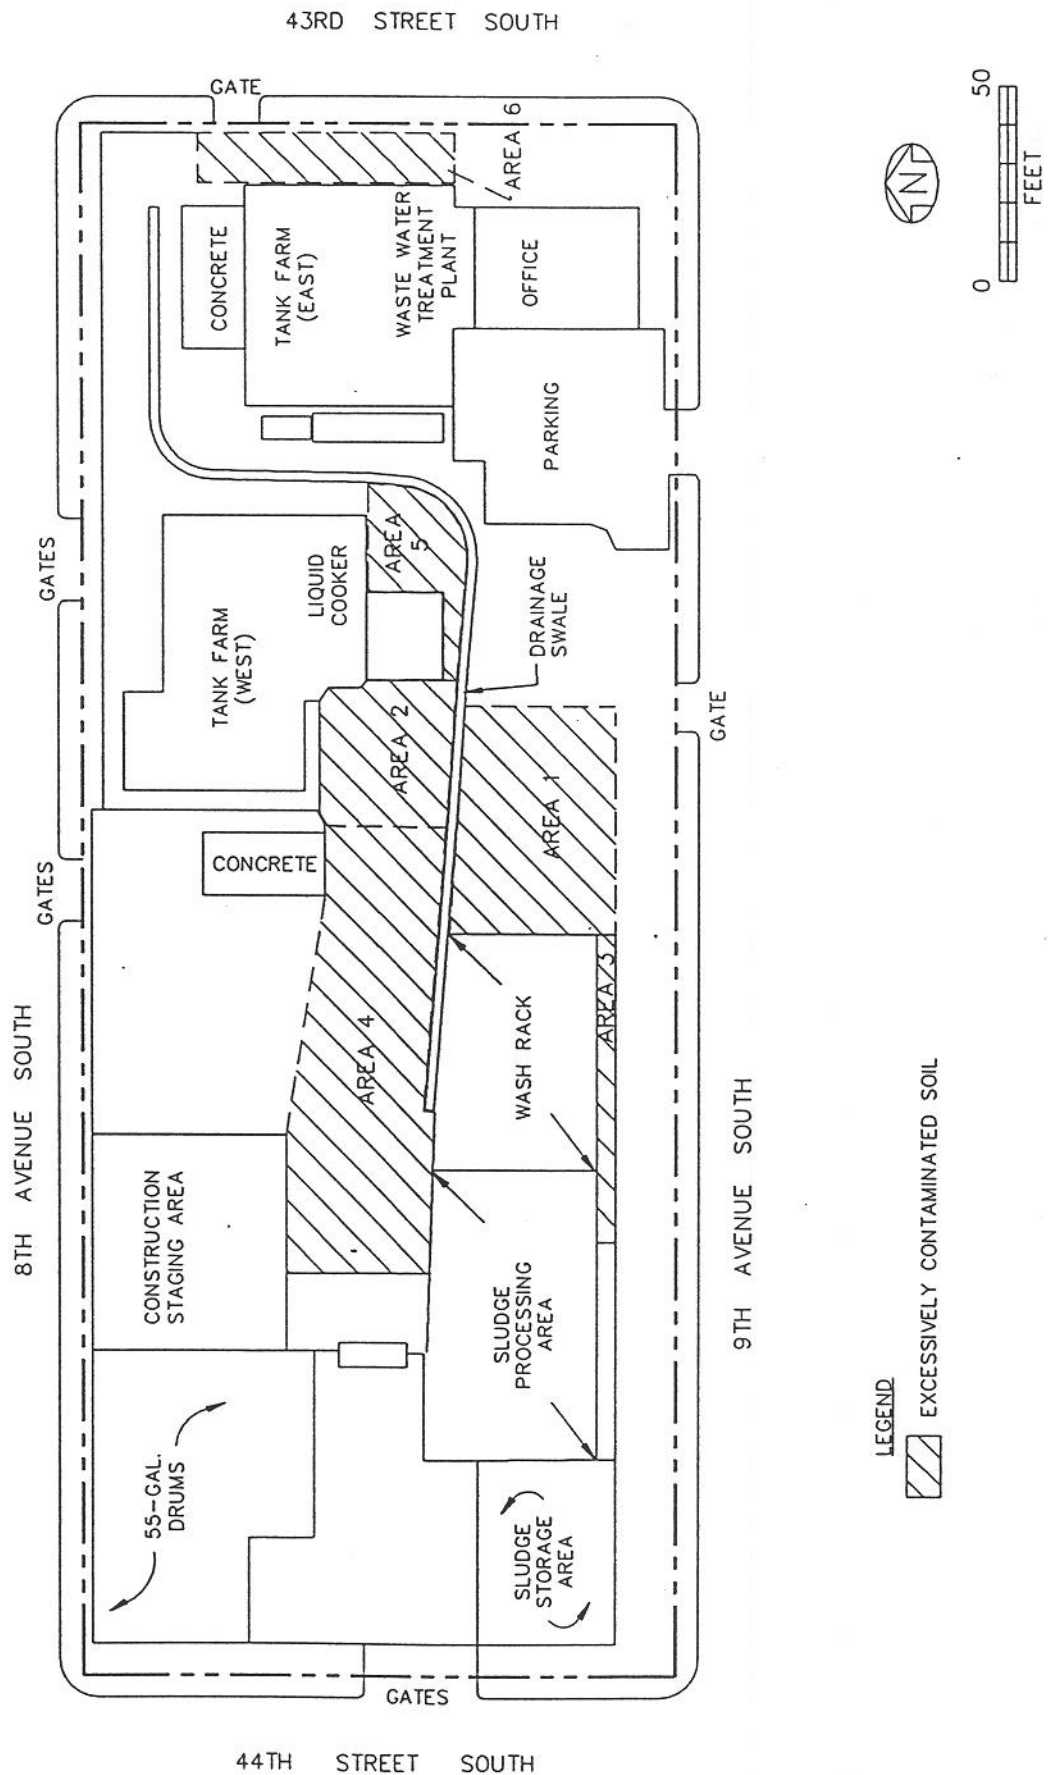 43RD STREET SOUTH
GATE
AREA 6
CONCRETE
TANK FARM
(EAST)
WASTE WATER
TREATMENT
PLANT
OFFICE
PARKING
GATES
TANK FARM
(WEST)
LIQUID
COOKER
AREA
5
DRAINAGE
SWALE
AREA 2
AREA 1
GATE
GATES
CONCRETE
AREA 4
WASH RACK
AREA 3
8TH AVENUE SOUTH
9TH AVENUE SOUTH
CONSTRUCTION
STAGING AREA
SLUDGE
PROCESSING
AREA
55-GAL.
DRUMS
SLUDGE
STORAGE
AREA
GATES
44TH STREET SOUTH
N
0 50
FEET
LEGEND
EXCESSIVELY CONTAMINATED SOIL